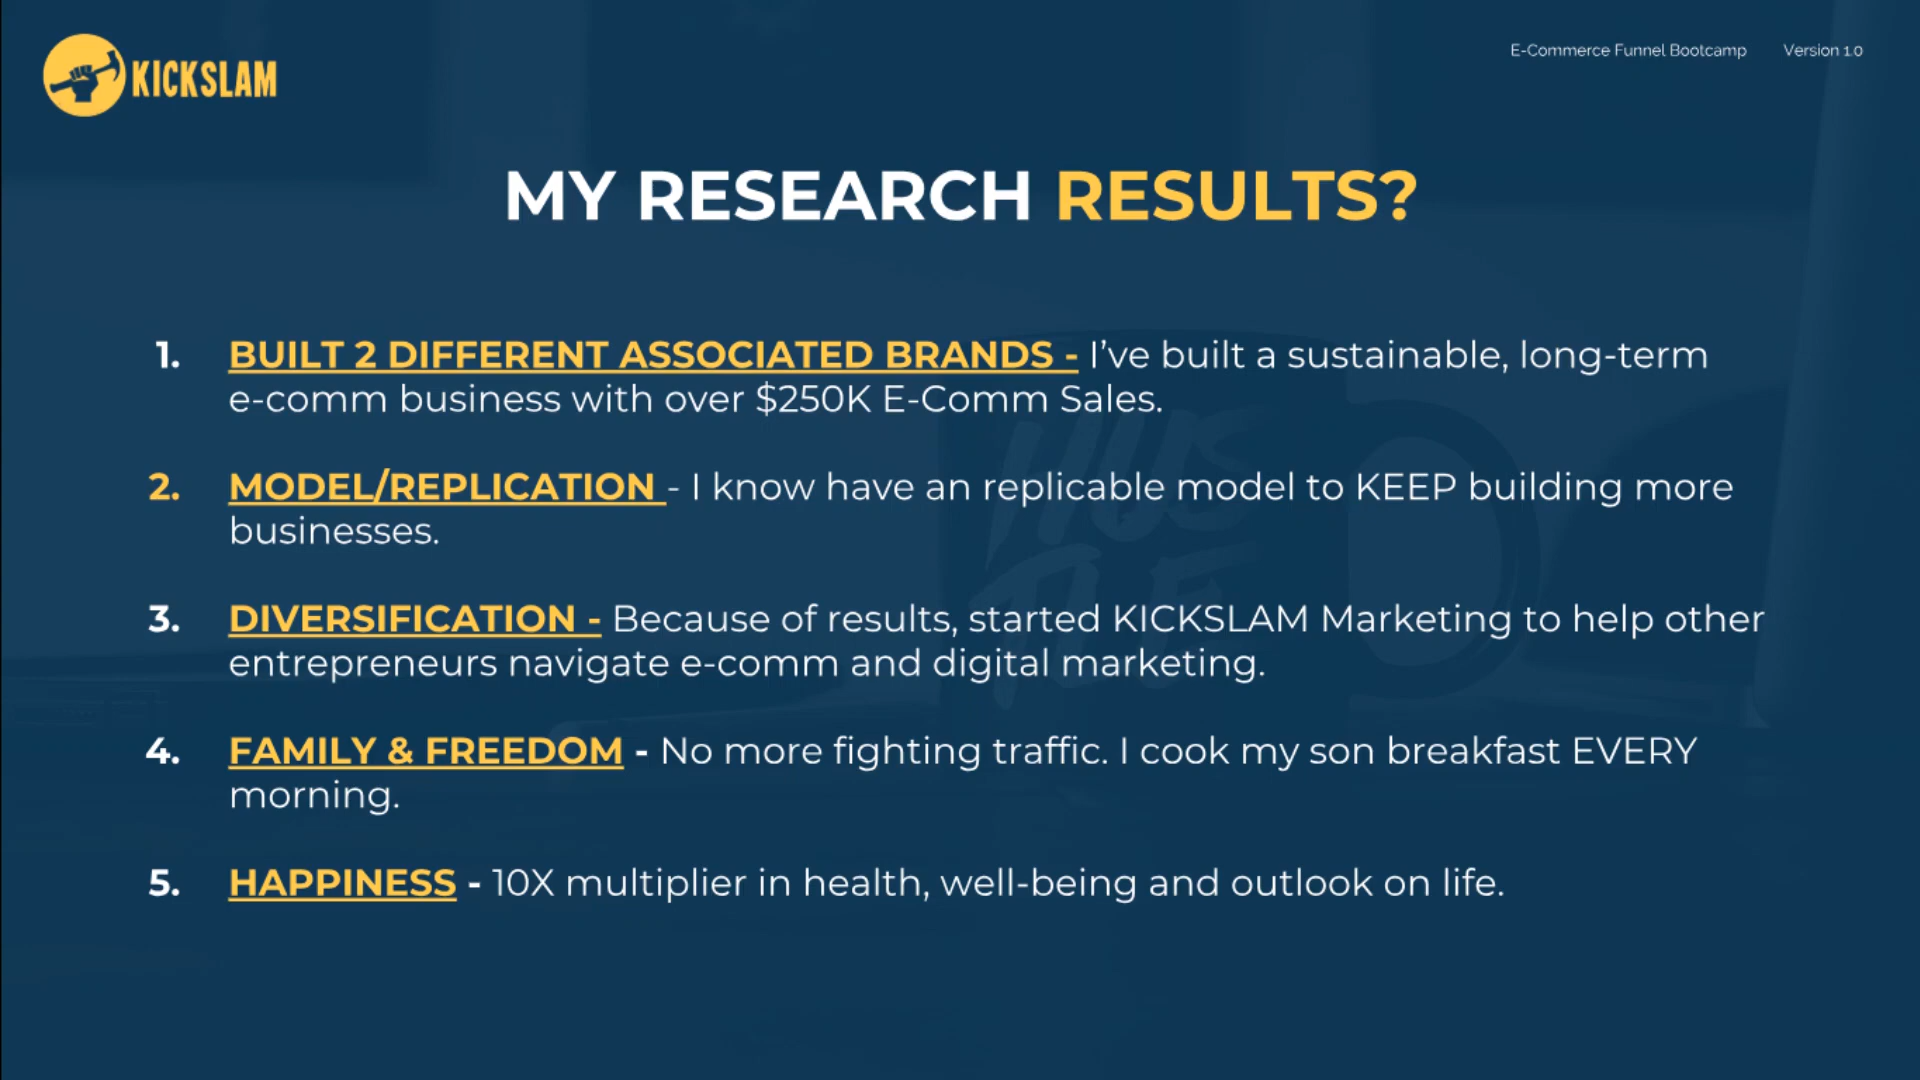 KICKSLAM
E-Commerce Funnel Bootcamp Version 1.0
MY RESEARCH RESULTS?
1. BUILT 2 DIFFERENT ASSOCIATED BRANDS - I’ve built a sustainable, long-term
e-comm business with over $250K E-Comm Sales.
2. MODEL/REPLICATION - I know have an replicable model to KEEP building more
businesses.
3. DIVERSIFICATION - Because of results, started KICKSLAM Marketing to help other
entrepreneurs navigate e-comm and digital marketing.
4. FAMILY & FREEDOM - No more fighting traffic. I cook my son breakfast EVERY
morning.
5. HAPPINESS - 10X multiplier in health, well-being and outlook on life.
HUS
TLE